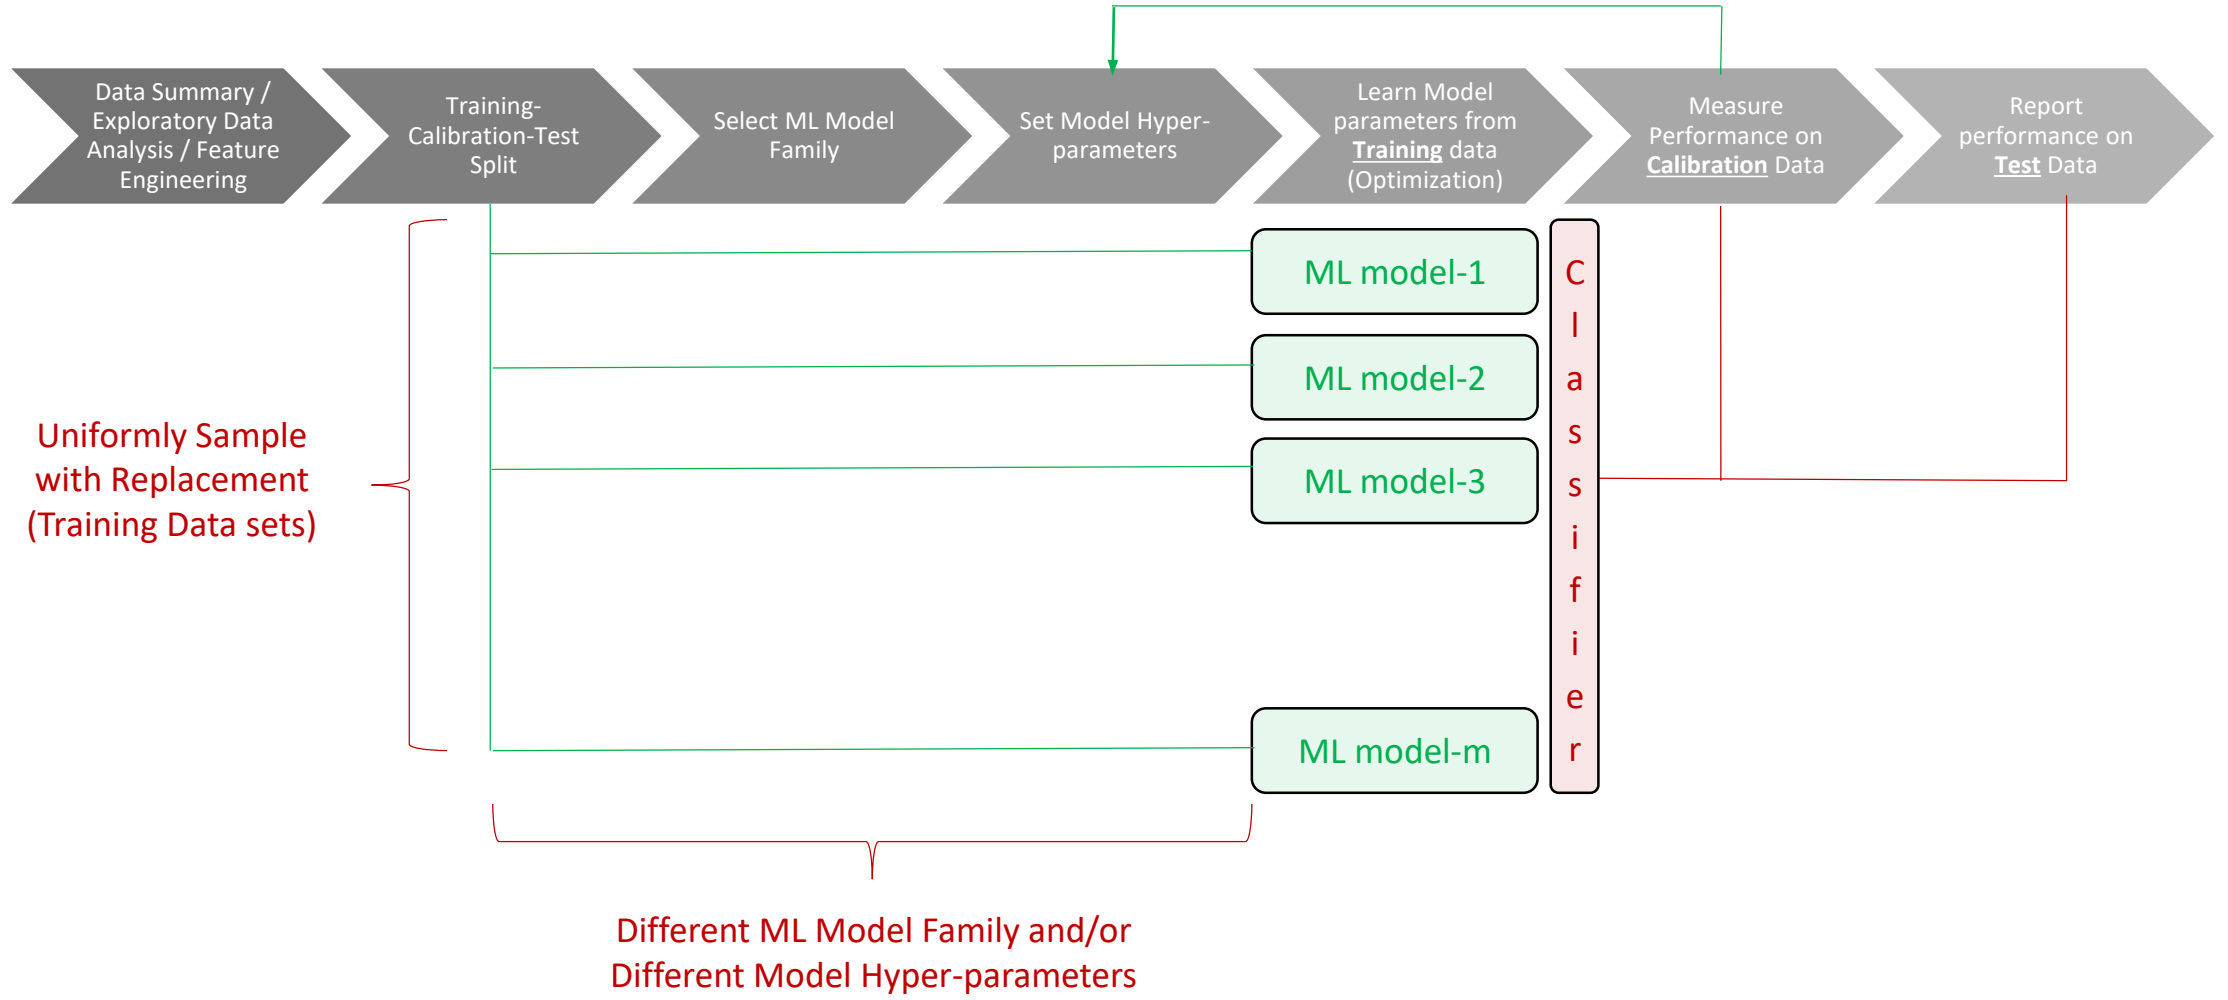 Data Summary /
Exploratory Data
Analysis / Feature
Engineering
Training-
Calibration-Test
Split
Select ML Model
Family
Set Model Hyper-
parameters
Learn Model
parameters from
Training data
(Optimization)
Measure
Performance on
Calibration Data
Report
performance on
Test Data
ML model-1
ML model-2
ML model-3
ML model-m
C
l
a
s
s
i
f
i
e
r
Uniformly Sample
with Replacement
(Training Data sets)
Different ML Model Family and/or
Different Model Hyper-parameters